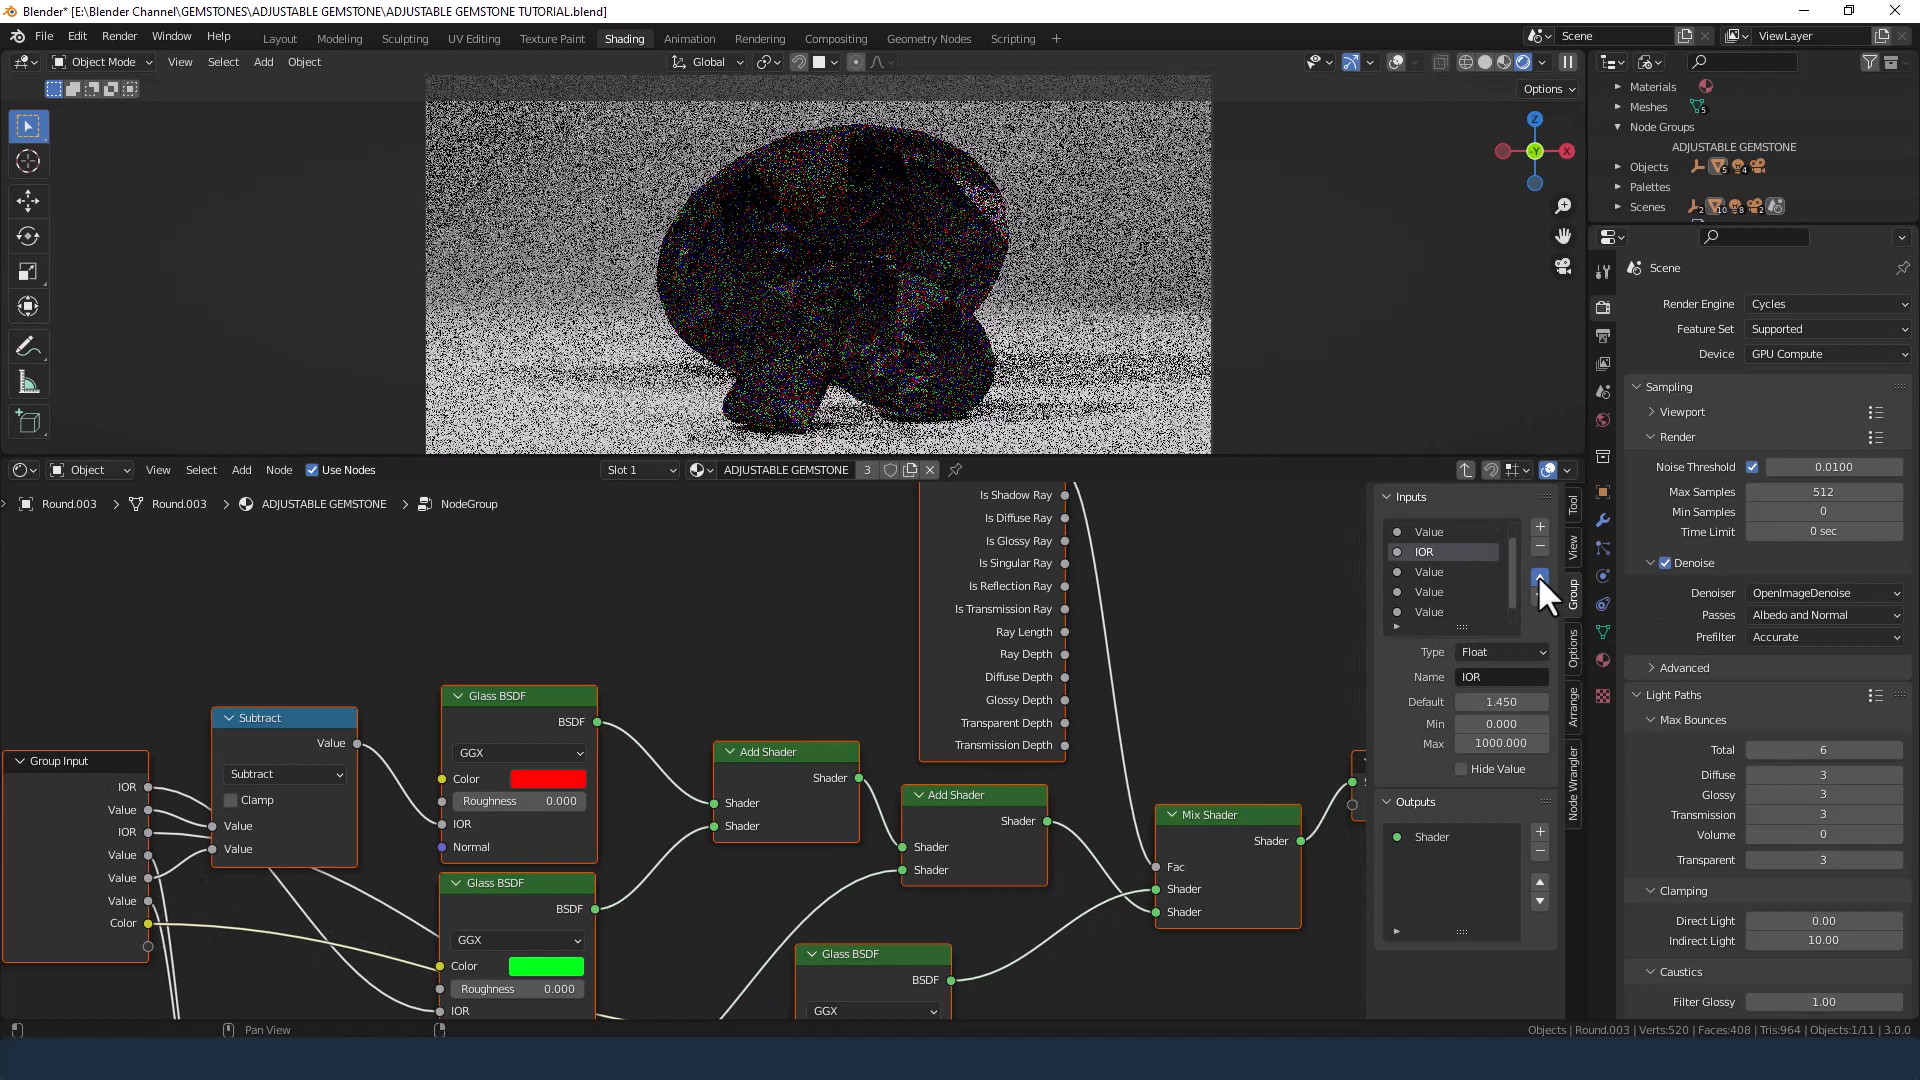 Blender* [E:\Blender Channel\GEMSTONES\ADJUSTABLE GEMSTONE\ADJUSTABLE GEMSTONE TUTORIAL.blend]
File Edit Render Window Help Layout Modeling Sculpting UV Editing Texture Paint Shading Animation Rendering Compositing Geometry Nodes Scripting + Scene ViewLayer
Object Mode View Select Add Object Global
Options
Z
-Y X
Materials
Meshes 5
Node Groups
ADJUSTABLE GEMSTONE
Objects 5 4
Palettes
Scenes 2 10 8 2
Scene
Render Engine Cycles
Feature Set Supported
Device GPU Compute
Sampling
Viewport
Render
Noise Threshold 0.0100
Max Samples 512
Min Samples 0
Time Limit 0 sec
Denoise
Denoiser OpenImageDenoise
Passes Albedo and Normal
Prefilter Accurate
Advanced
Light Paths
Max Bounces
Total 6
Diffuse 3
Glossy 3
Transmission 3
Volume 0
Transparent 3
Clamping
Direct Light 0.00
Indirect Light 10.00
Caustics
Filter Glossy 1.00
Object View Select Add Node Use Nodes Slot 1 ADJUSTABLE GEMSTONE 3
Round.003 Round.003 ADJUSTABLE GEMSTONE NodeGroup
Is Shadow Ray
Is Diffuse Ray
Is Glossy Ray
Is Singular Ray
Is Reflection Ray
Is Transmission Ray
Ray Length
Ray Depth
Diffuse Depth
Glossy Depth
Transparent Depth
Transmission Depth
Group Input
IOR
Value
IOR
Value
Value
Value
Color
Subtract
Value
Subtract
Clamp
Value
Value
Glass BSDF
BSDF
GGX
Color
Roughness 0.000
IOR
Normal
Glass BSDF
BSDF
GGX
Color
Roughness 0.000
IOR
Add Shader
Shader
Shader
Shader
Add Shader
Shader
Shader
Shader
Glass BSDF
BSDF
GGX
Mix Shader
Shader
Fac
Shader
Shader
Inputs
Value
IOR
Value
Value
Value
Type Float
Name IOR
Default 1.450
Min 0.000
Max 1000.000
Hide Value
Outputs
Shader
Tool
View
Group
Options
Arrange
Node Wrangler
Pan View
Objects | Round.003 | Verts:520 | Faces:408 | Tris:964 | Objects:1/11 | 3.0.0